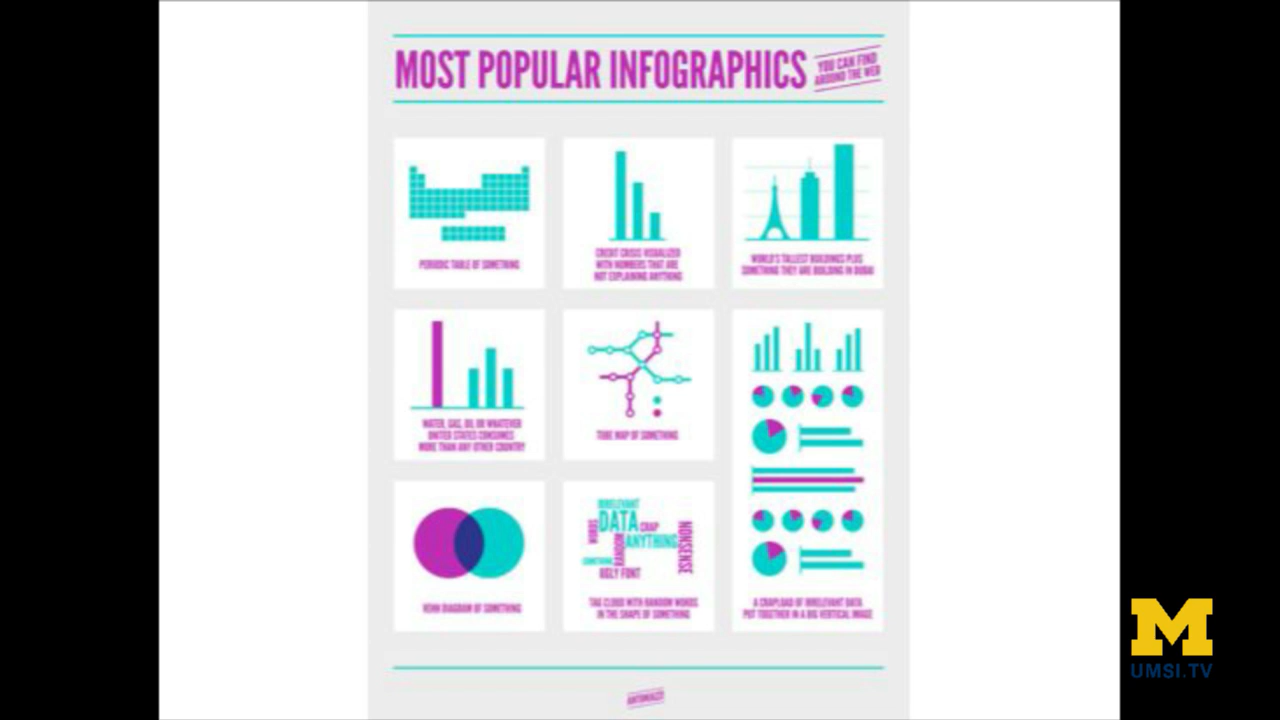 MOST POPULAR INFOGRAPHICS
YOU CAN FIND
AROUND THE WEB
PERIODIC TABLE OF SOMETHING
CREDIT CRISIS VISUALIZED
WITH NUMBERS THAT ARE
NOT EXPLAINING ANYTHING
WORLD'S TALLEST BUILDINGS PLUS
SOMETHING THEY ARE BUILDING IN DUBAI
WATER, GAS, OIL OR WHATEVER
UNITED STATES CONSUMES
MORE THAN ANY OTHER COUNTRY
TUBE MAP OF SOMETHING
VENN DIAGRAM OF SOMETHING
IRRELEVANT
WORDS
DATA
CRAP
RANDOM
ANYTHING
NONSENSE
SOMETHING
UGLY FONT
TAG CLOUD WITH RANDOM WORDS
IN THE SHAPE OF SOMETHING
A CRAPLOAD OF IRRELEVANT DATA
PUT TOGETHER IN A BIG VERTICAL IMAGE
M
UMSI.TV